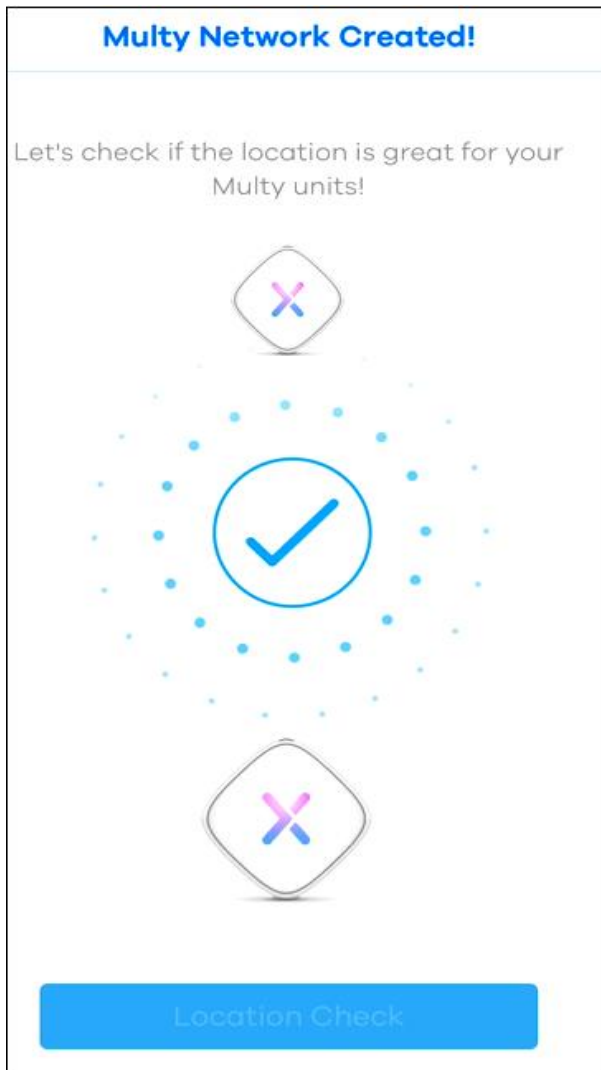 Multy Network Created!
Let's check if the location is great for your
Multy units!
Location Check